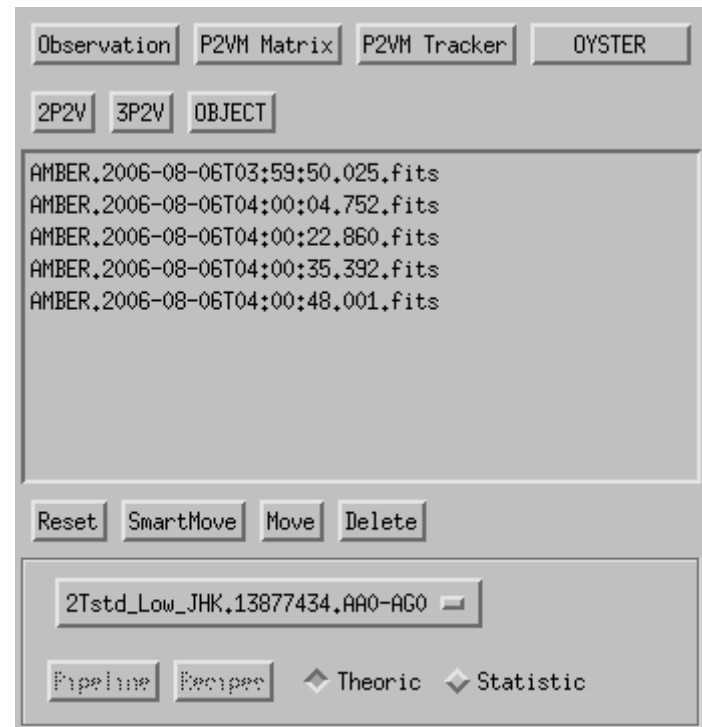 Observation P2VM Matrix P2VM Tracker OYSTER
2P2V 3P2V OBJECT
AMBER.2006-08-06T03:59:50.025.fits
AMBER.2006-08-06T04:00:04.752.fits
AMBER.2006-08-06T04:00:22.860.fits
AMBER.2006-08-06T04:00:35.392.fits
AMBER.2006-08-06T04:00:48.001.fits
Reset SmartMove Move Delete
2Tstd_Low_JHK.13877434.AA0-AG0
Pipeline Recipes Theoric Statistic